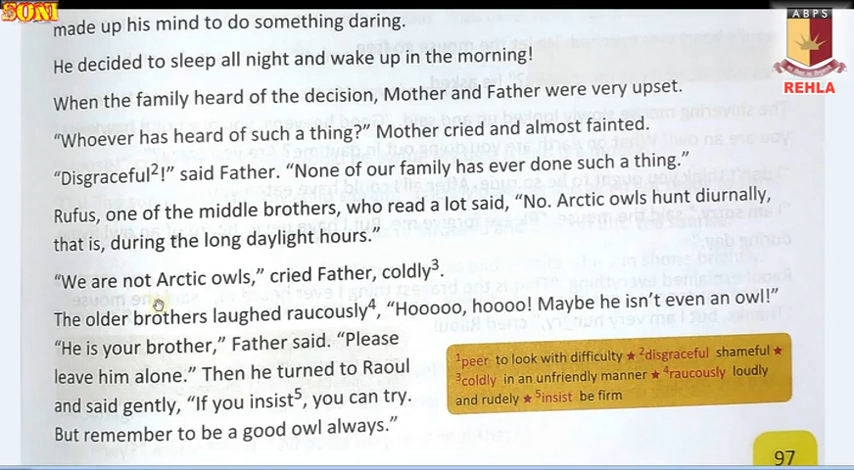 SONI
made up his mind to do something daring.
ABPS
He decided to sleep all night and wake up in the morning!
REHLA
When the family heard of the decision, Mother and Father were very upset.
"Whoever has heard of such a thing?" Mother cried and almost fainted.
"Disgraceful²!" said Father. "None of our family has ever done such a thing."
Rufus, one of the middle brothers, who read a lot said, "No. Arctic owls hunt diurnally,
that is, during the long daylight hours."
"We are not Arctic owls," cried Father, coldly³.
The older brothers laughed raucously⁴, "Hooooo, hoooo! Maybe he isn't even an owl!"
"He is your brother," Father said. "Please
leave him alone." Then he turned to Raoul
and said gently, "If you insist⁵, you can try.
But remember to be a good owl always."
¹peer to look with difficulty ★ ²disgraceful shameful ★
³coldly in an unfriendly manner ★ ⁴raucously loudly
and rudely ★ ⁵insist be firm
97